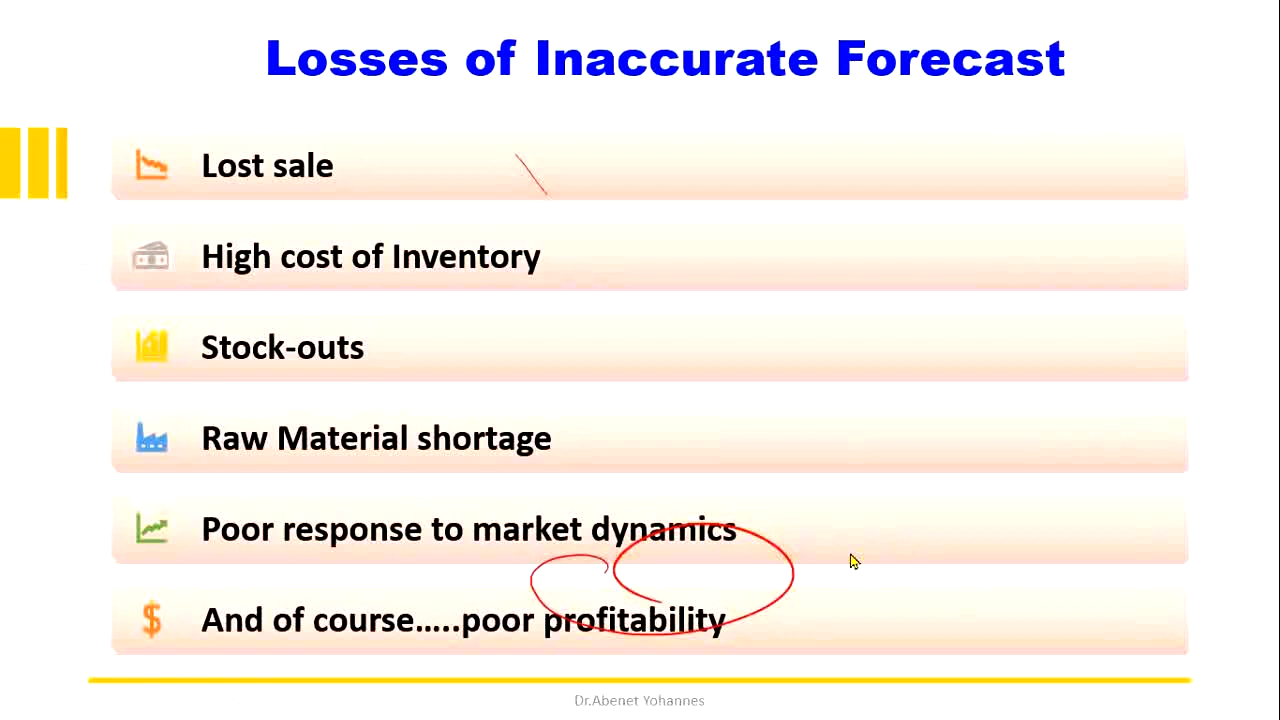 Losses of Inaccurate Forecast
Lost sale
High cost of Inventory
Stock-outs
Raw Material shortage
Poor response to market dynamics
And of course.....poor profitability
Dr.Abenet Yohannes